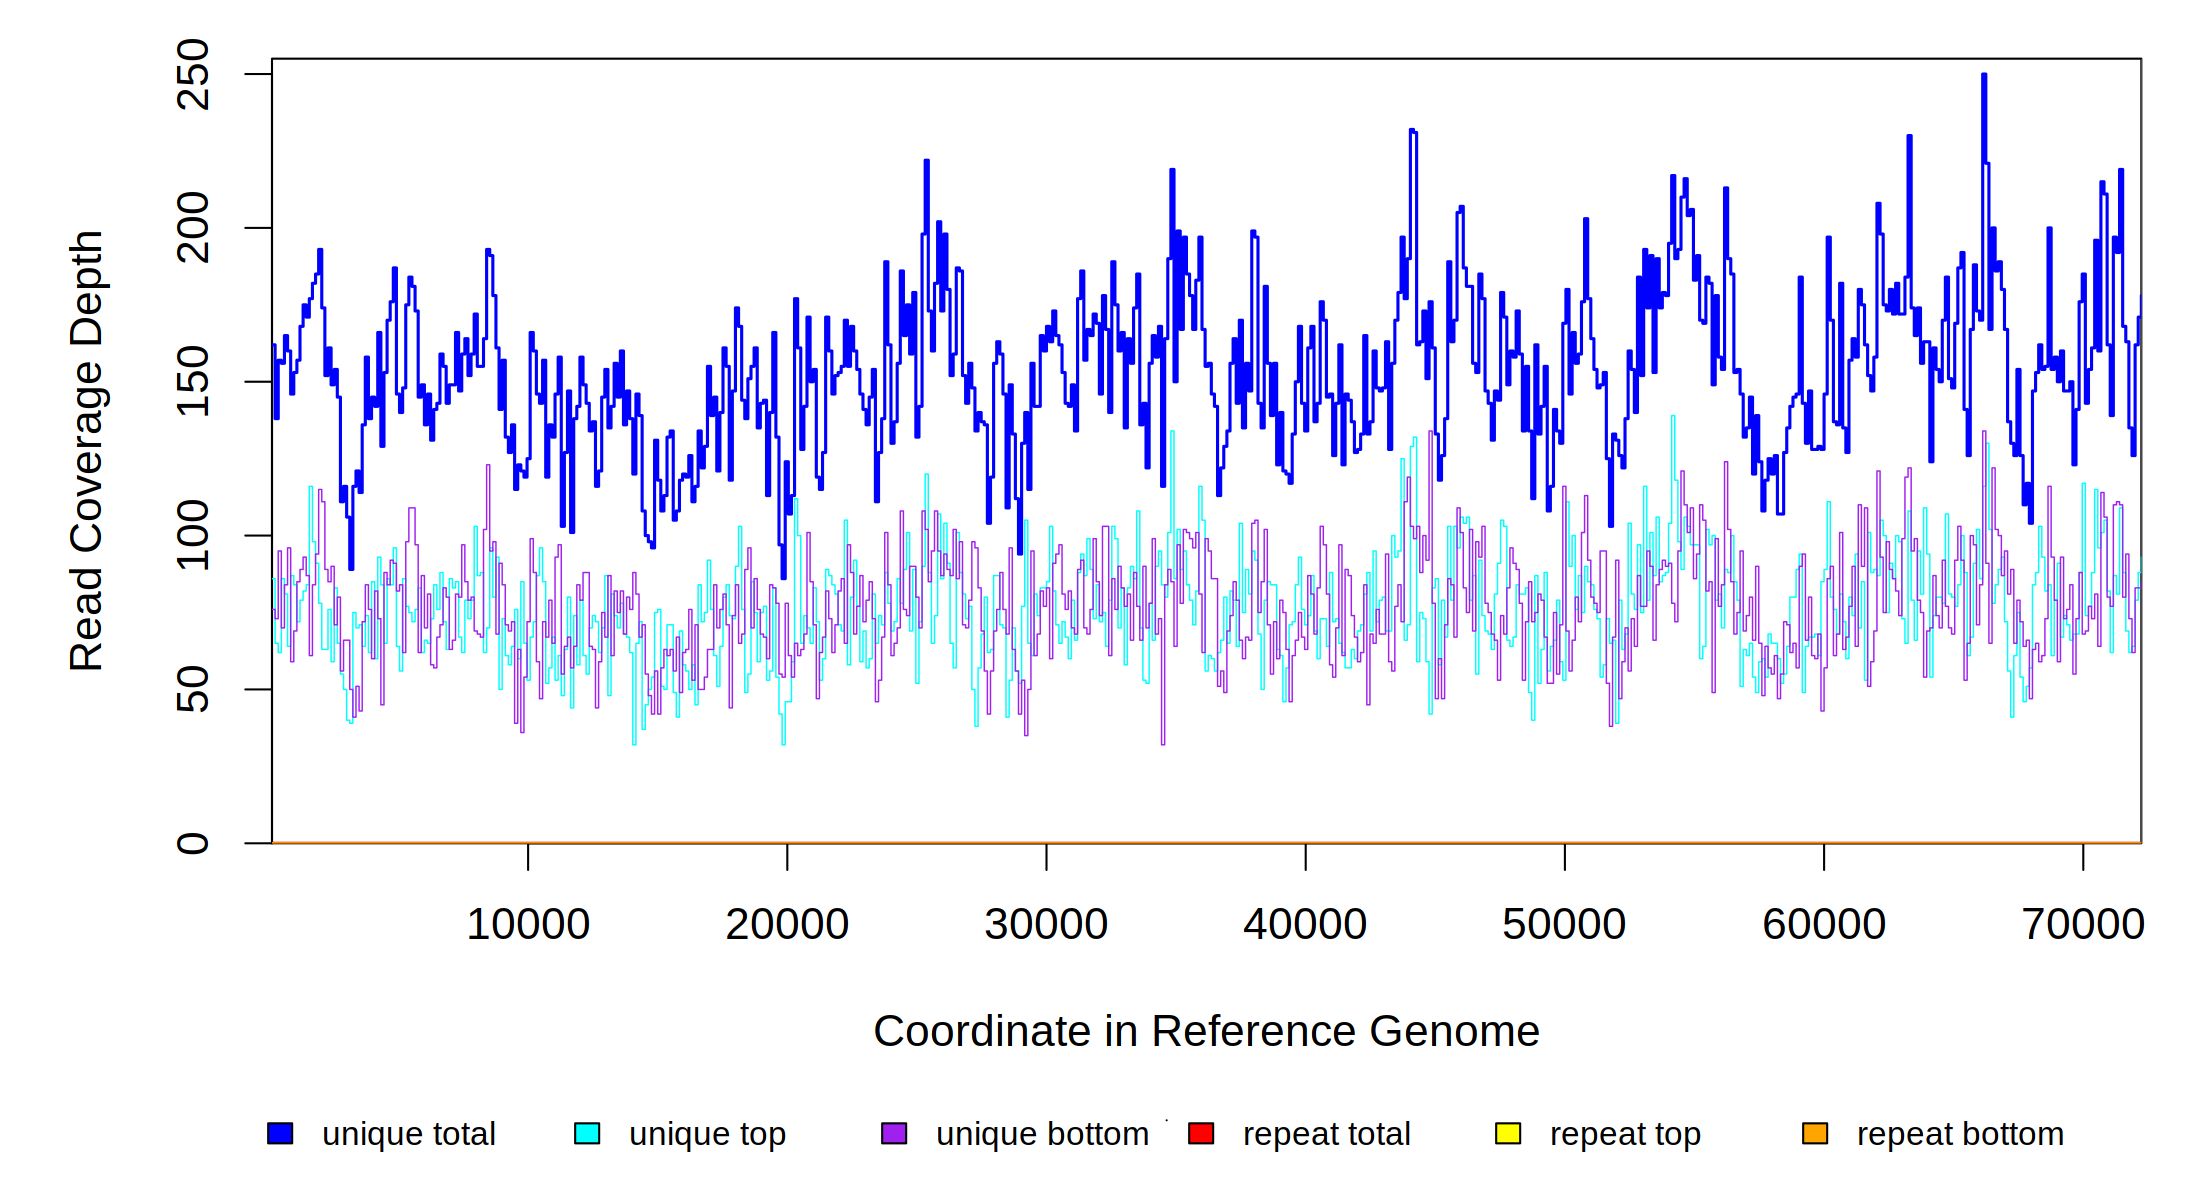 250
200
150
100
50
0
Read Coverage Depth
10000 20000 30000 40000 50000 60000 70000
Coordinate in Reference Genome
unique total unique top unique bottom repeat total repeat top repeat bottom